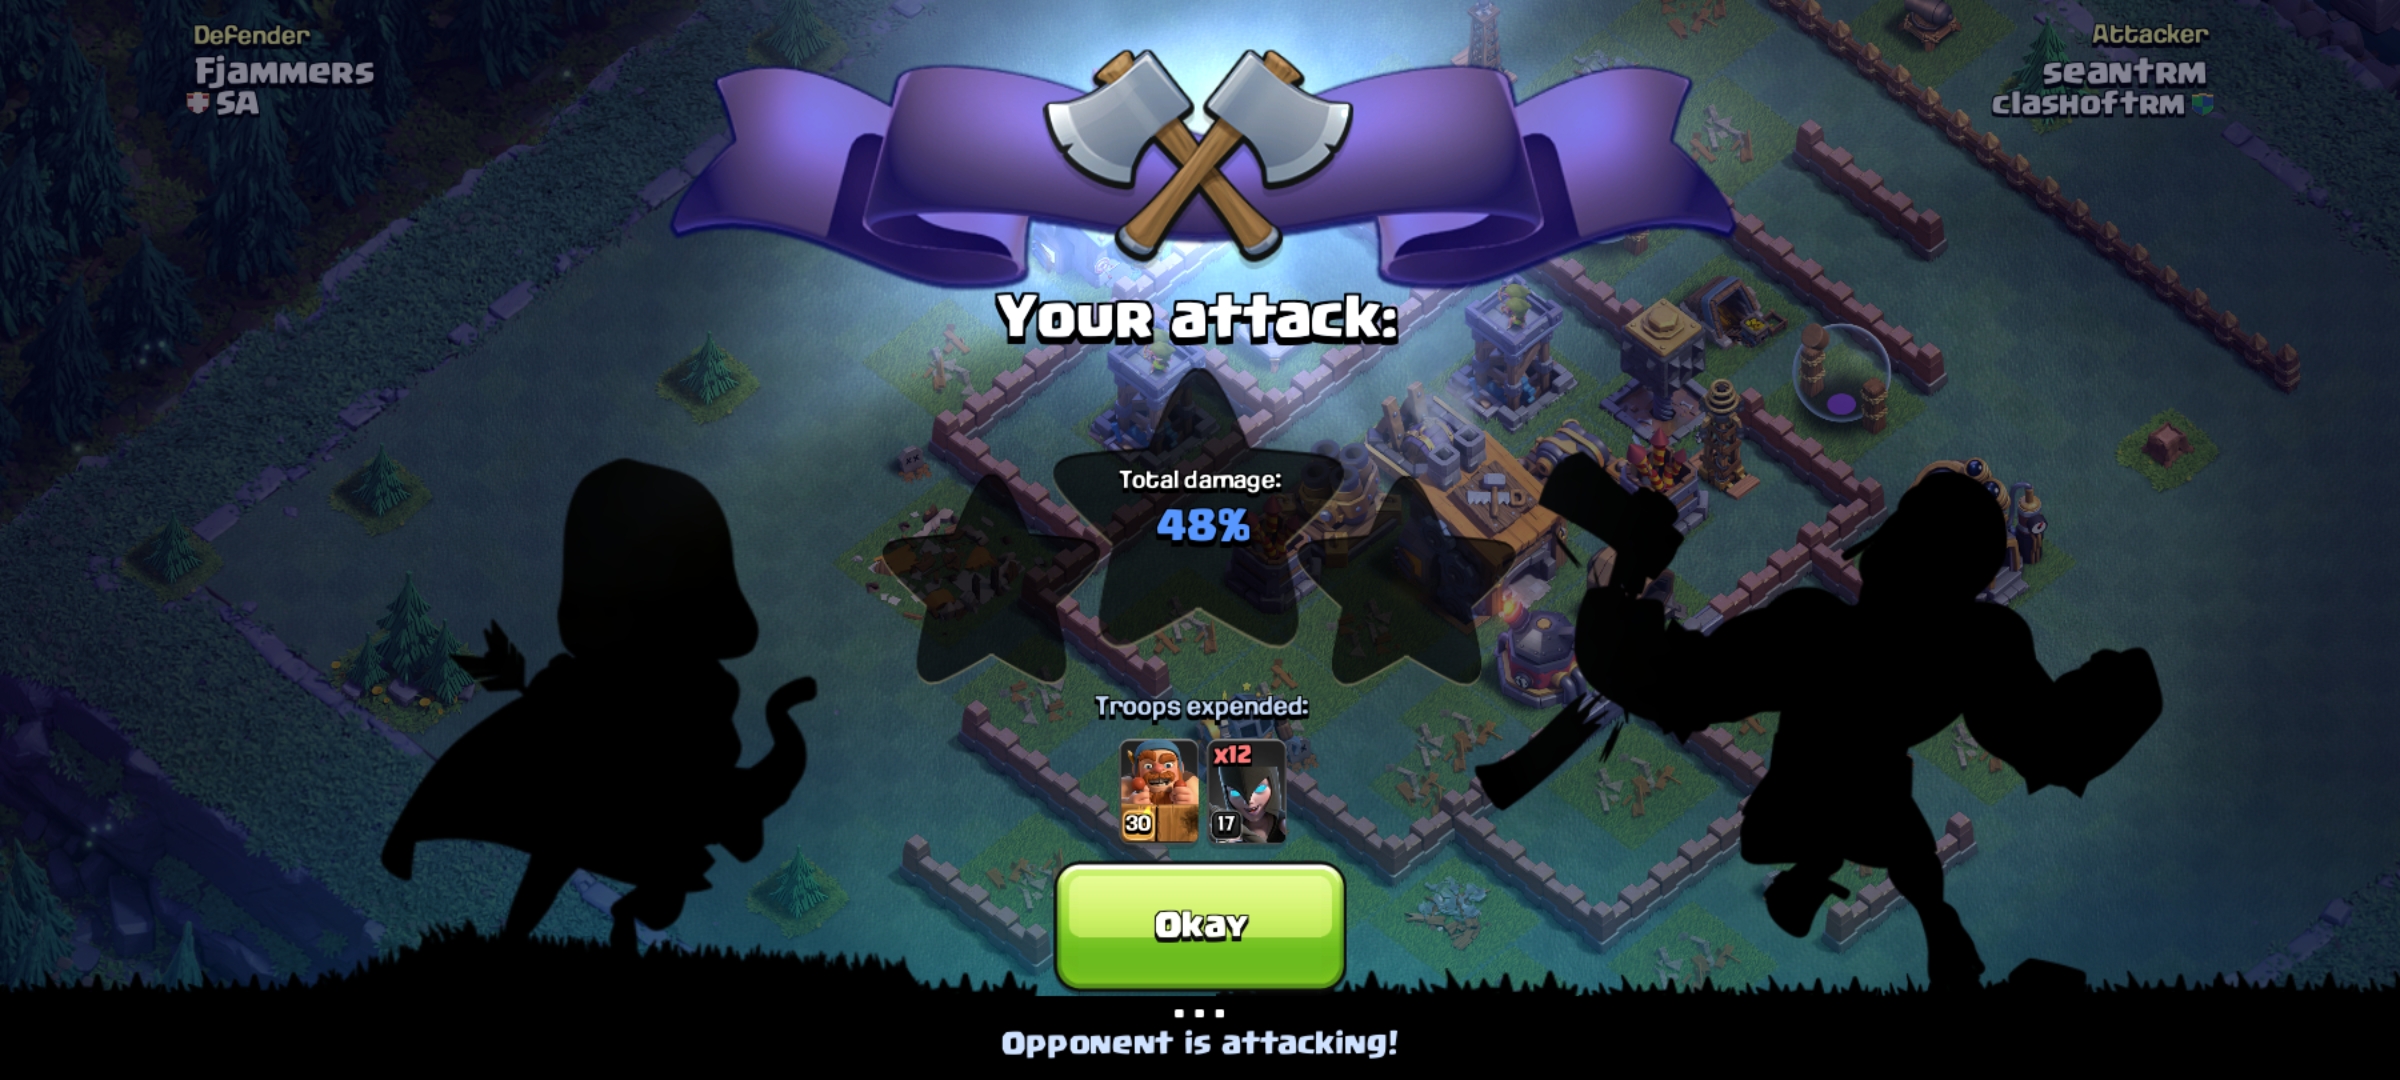 Defender
Fjammers
SA
Attacker
seantrm
clashoftrm
Your attack:
Total damage:
48%
Troops expended:
x12
30
17
Okay
...
Opponent is attacking!